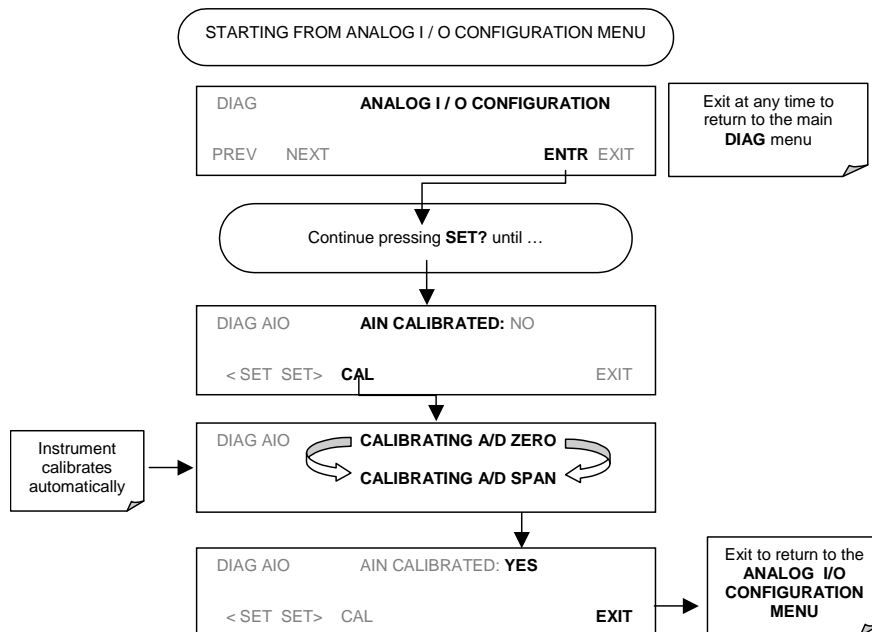 STARTING FROM ANALOG I / O CONFIGURATION MENU
DIAG ANALOG I / O CONFIGURATION
PREV NEXT ENTR EXIT
Exit at any time to
return to the main
DIAG menu
Continue pressing SET? until …
DIAG AIO AIN CALIBRATED: NO
< SET SET> CAL EXIT
Instrument
calibrates
automatically
DIAG AIO CALIBRATING A/D ZERO
CALIBRATING A/D SPAN
DIAG AIO AIN CALIBRATED: YES
< SET SET> CAL EXIT
Exit to return to the
ANALOG I/O
CONFIGURATION
MENU